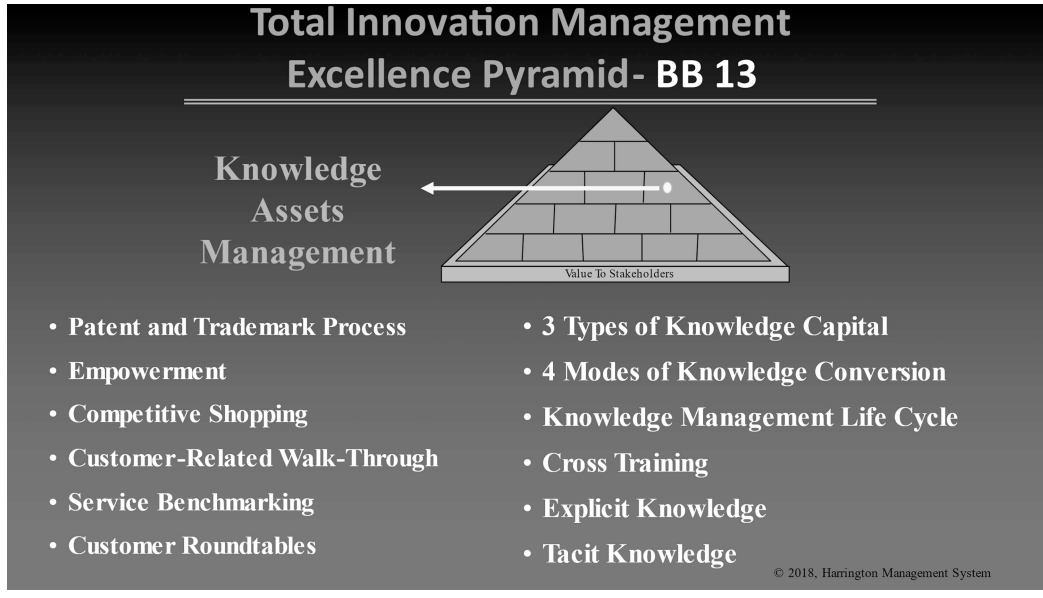 Total Innovation Management
Excellence Pyramid- BB 13
Knowledge
Assets
Management
Value To Stakeholders
• Patent and Trademark Process
• Empowerment
• Competitive Shopping
• Customer-Related Walk-Through
• Service Benchmarking
• Customer Roundtables
• 3 Types of Knowledge Capital
• 4 Modes of Knowledge Conversion
• Knowledge Management Life Cycle
• Cross Training
• Explicit Knowledge
• Tacit Knowledge
© 2018, Harrington Management System